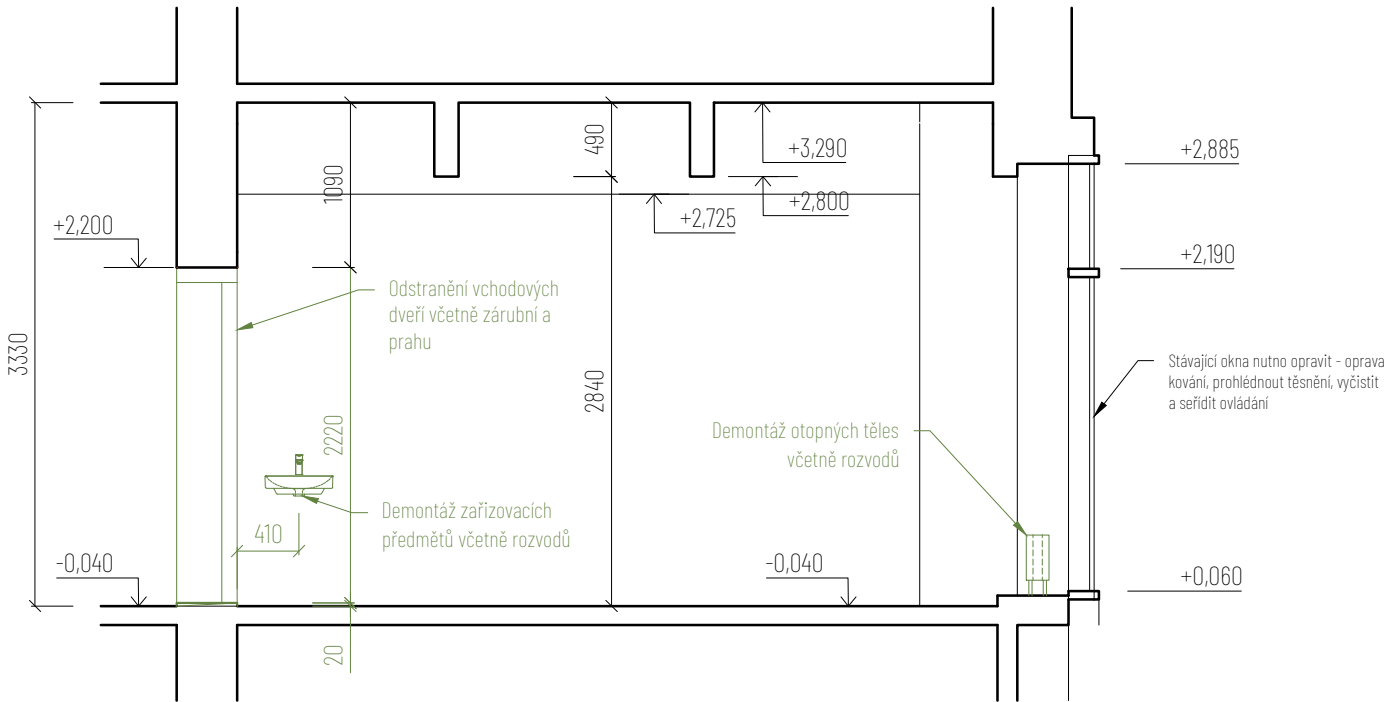 +3,290
+2,885
490
1090
+2,800
+2,725
+2,200
+2,190
Odstranění vchodových
dveří včetně zárubní a
prahu
3330
2840
Stávající okna nutno opravit - oprava
kování, prohlédnout těsnění, vyčistit
a seřídit ovládání
2220
Demontáž otopných těles
včetně rozvodů
Demontáž zařizovacích
předmětů včetně rozvodů
410
-0,040
-0,040
+0,060
20